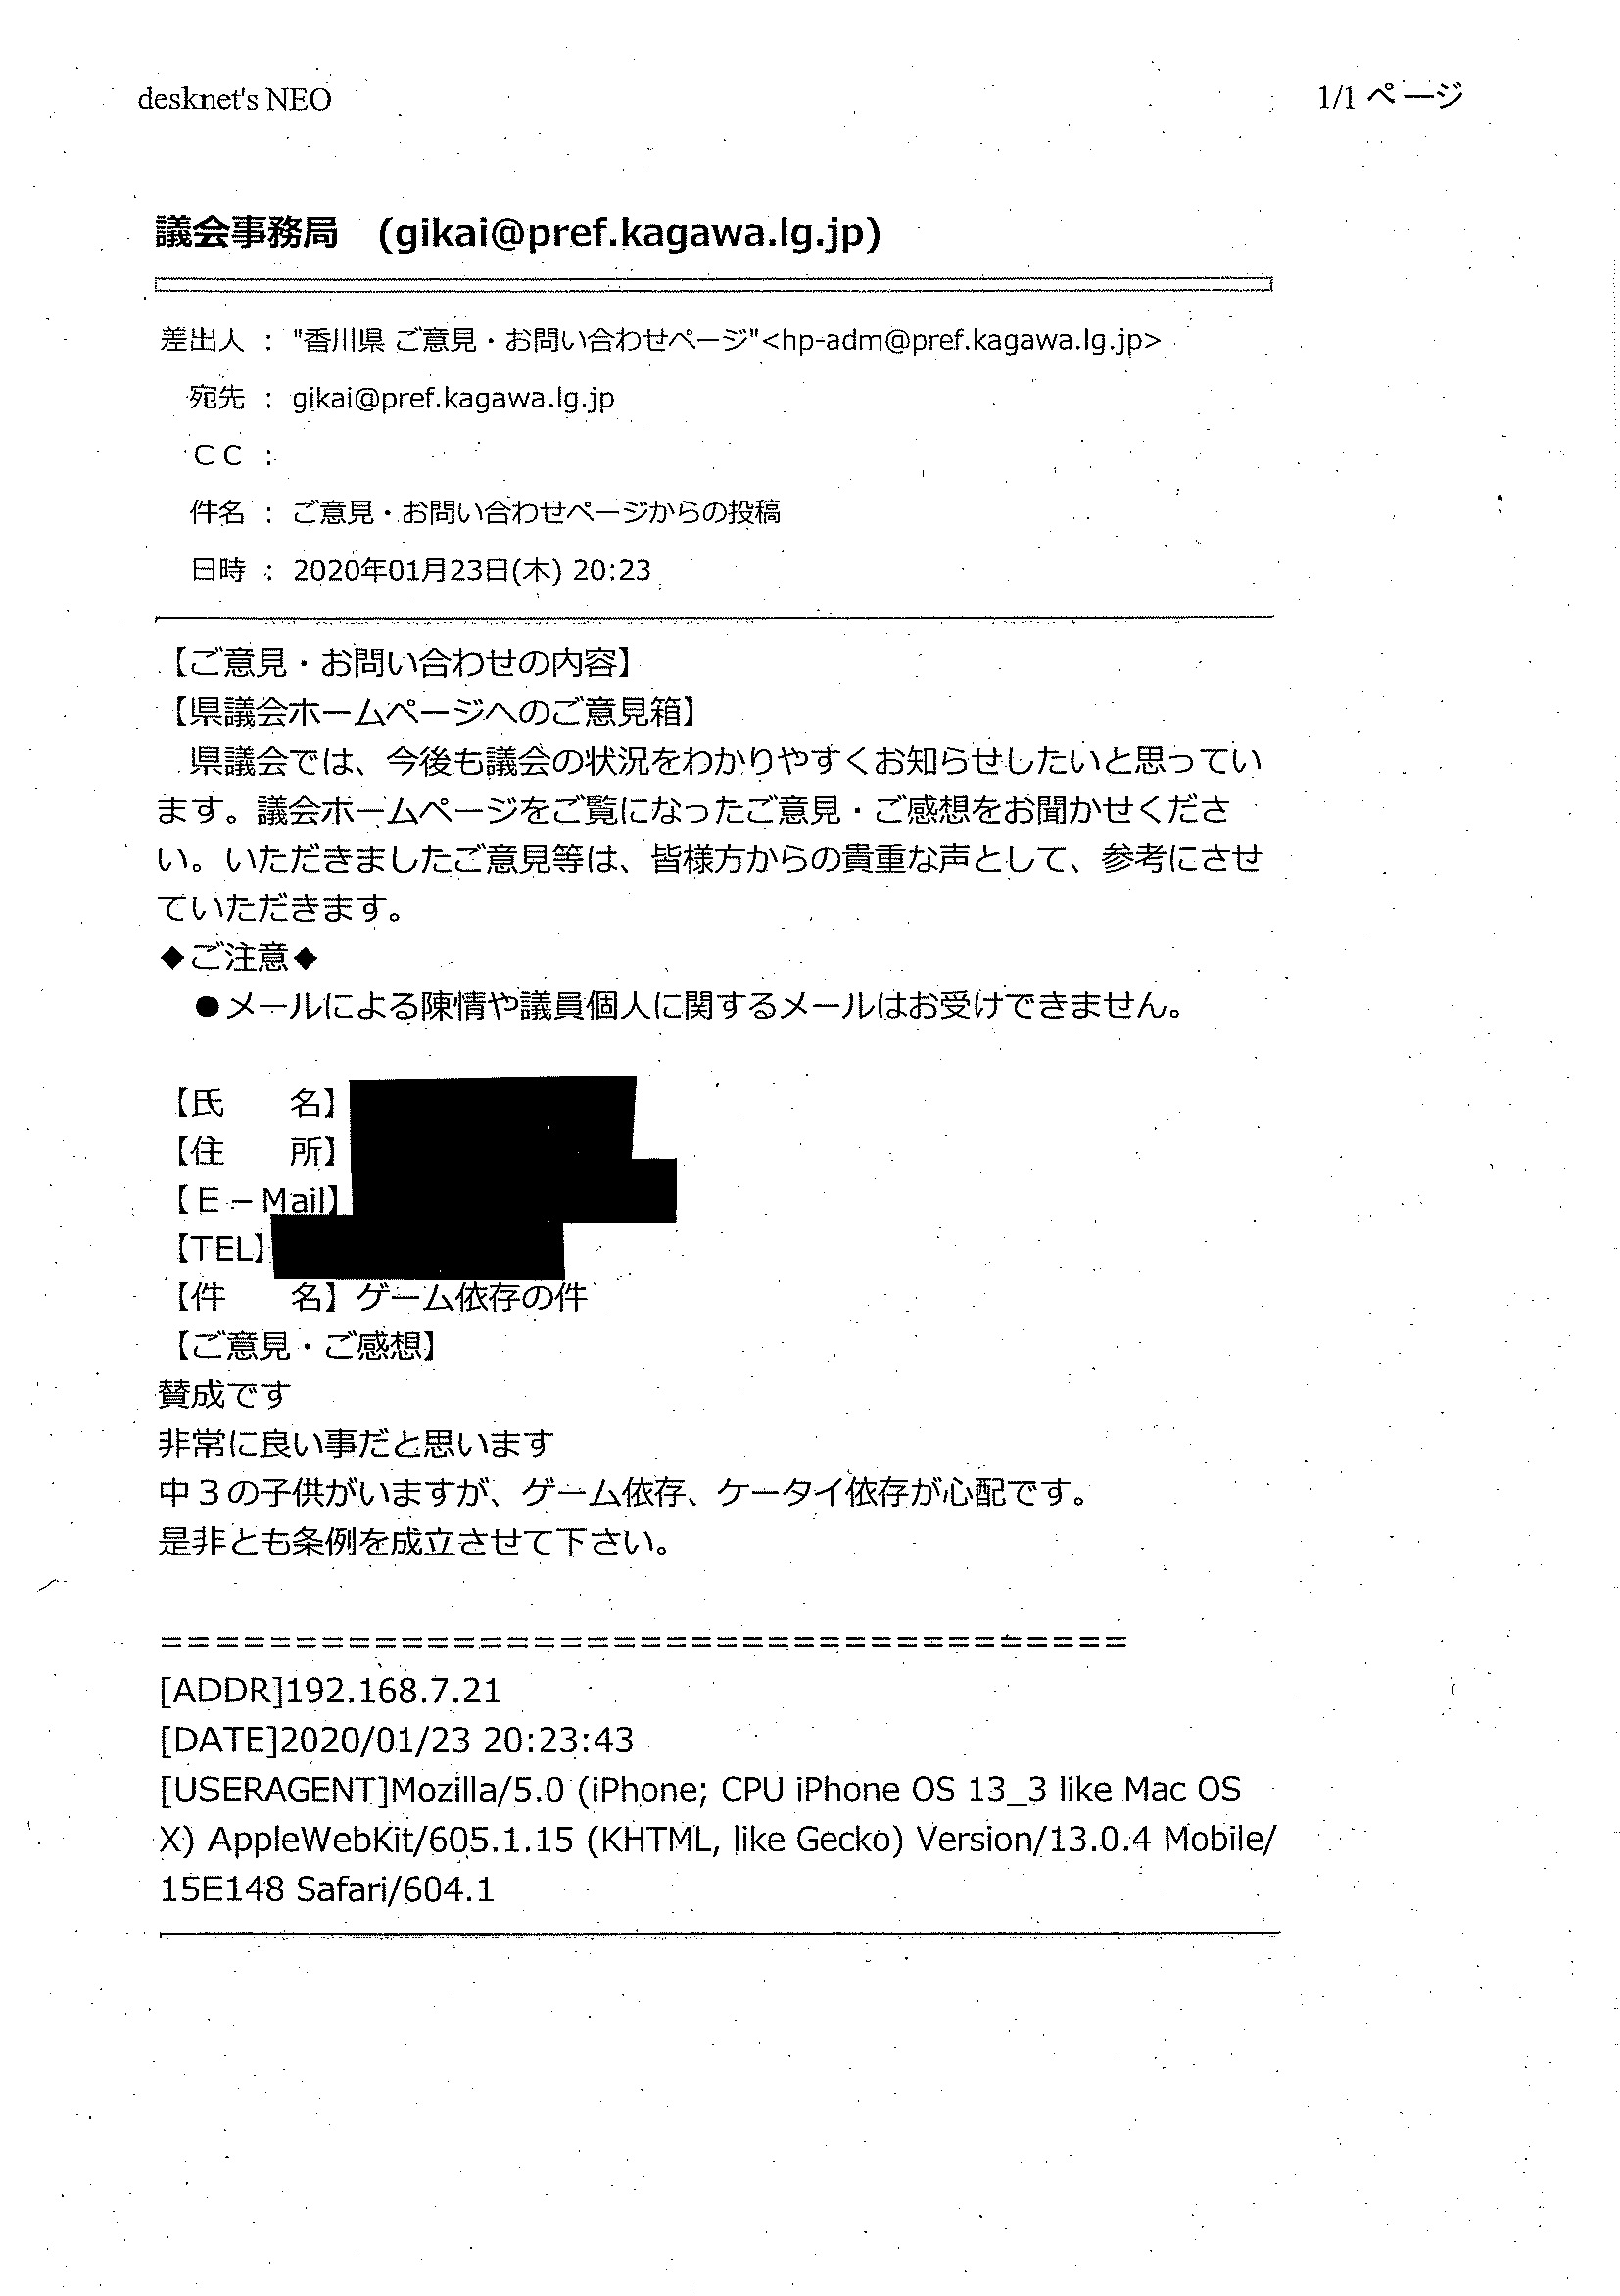 desknet's NEO
1/1 ページ
議会事務局　(gikai@pref.kagawa.lg.jp)
差出人 ： "香川県 ご意見・お問い合わせページ"<hp-adm@pref.kagawa.lg.jp>
宛先 ： gikai@pref.kagawa.lg.jp
ＣＣ ：
件名 ： ご意見・お問い合わせページからの投稿
日時 ： 2020年01月23日(木) 20:23
【ご意見・お問い合わせの内容】
【県議会ホームページへのご意見箱】
　県議会では、今後も議会の状況をわかりやすくお知らせしたいと思ってい
ます。議会ホームページをご覧になったご意見・ご感想をお聞かせくださ
い。いただきましたご意見等は、皆様方からの貴重な声として、参考にさせ
ていただきます。
◆ご注意◆
　●メールによる陳情や議員個人に関するメールはお受けできません。
【氏　　名】
【住　　所】
【Ｅ－Mail】
【TEL】
【件　　名】ゲーム依存の件
【ご意見・ご感想】
賛成です
非常に良い事だと思います
中３の子供がいますが、ゲーム依存、ケータイ依存が心配です。
是非とも条例を成立させて下さい。
=====================================
[ADDR]192.168.7.21
[DATE]2020/01/23 20:23:43
[USERAGENT]Mozilla/5.0 (iPhone; CPU iPhone OS 13_3 like Mac OS
X) AppleWebKit/605.1.15 (KHTML, like Gecko) Version/13.0.4 Mobile/
15E148 Safari/604.1